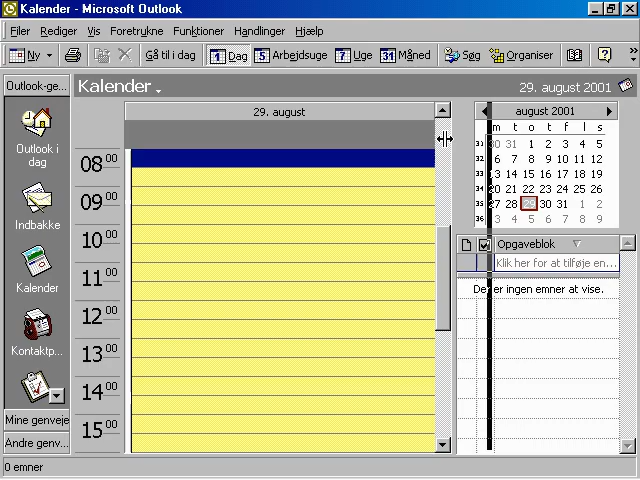 Kalender - Microsoft Outlook
Filer Rediger Vis Foretrykne Funktioner Handlinger Hjælp
Ny Gå til i dag 1 Dag 5 Arbejdsuge 7 Uge 31 Måned Søg Organiser
Outlook-ge... Kalender 29. august 2001
29. august
august 2001
m t o t f l s
31 30 31 1 2 3 4 5
32 6 7 8 9 10 11 12
33 13 14 15 16 17 18 19
34 20 21 22 23 24 25 26
35 27 28 29 30 31 1 2
36 3 4 5 6 7 8 9
Outlook i
dag
Indbakke
Kalender
Kontaktp...
Mine genveje
Andre genv...
08 00
09 00
10 00
11 00
12 00
13 00
14 00
15 00
Opgaveblok
Klik her for at tilføje en...
Der er ingen emner at vise.
0 emner